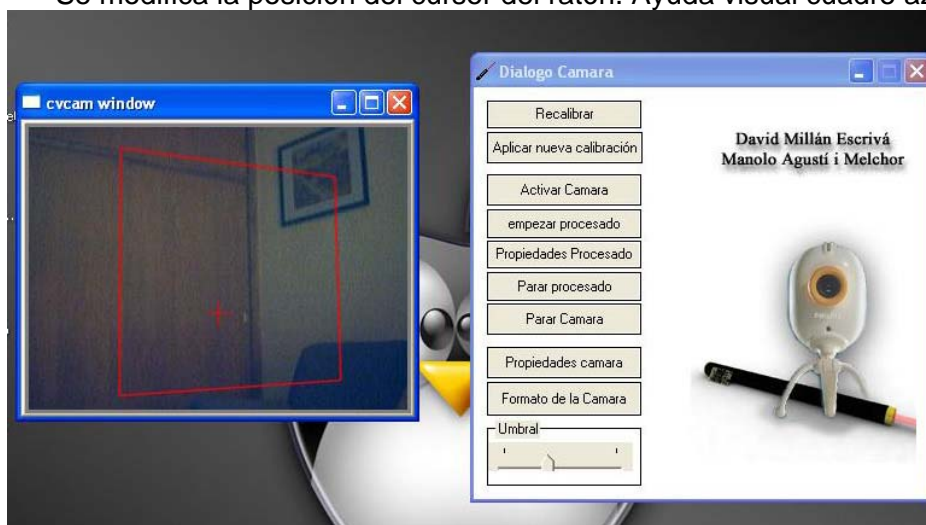 Se modifica la posición del cursor del ratón. Ayuda visual cuadro
cvcam window
Dialogo Camara
Recalibrar
Aplicar nueva calibración
Activar Camara
empezar procesado
Propiedades Procesado
Parar procesado
Parar Camara
Propiedades camara
Formato de la Camara
Umbral
David Millán Escrivá
Manolo Agustí i Melchor